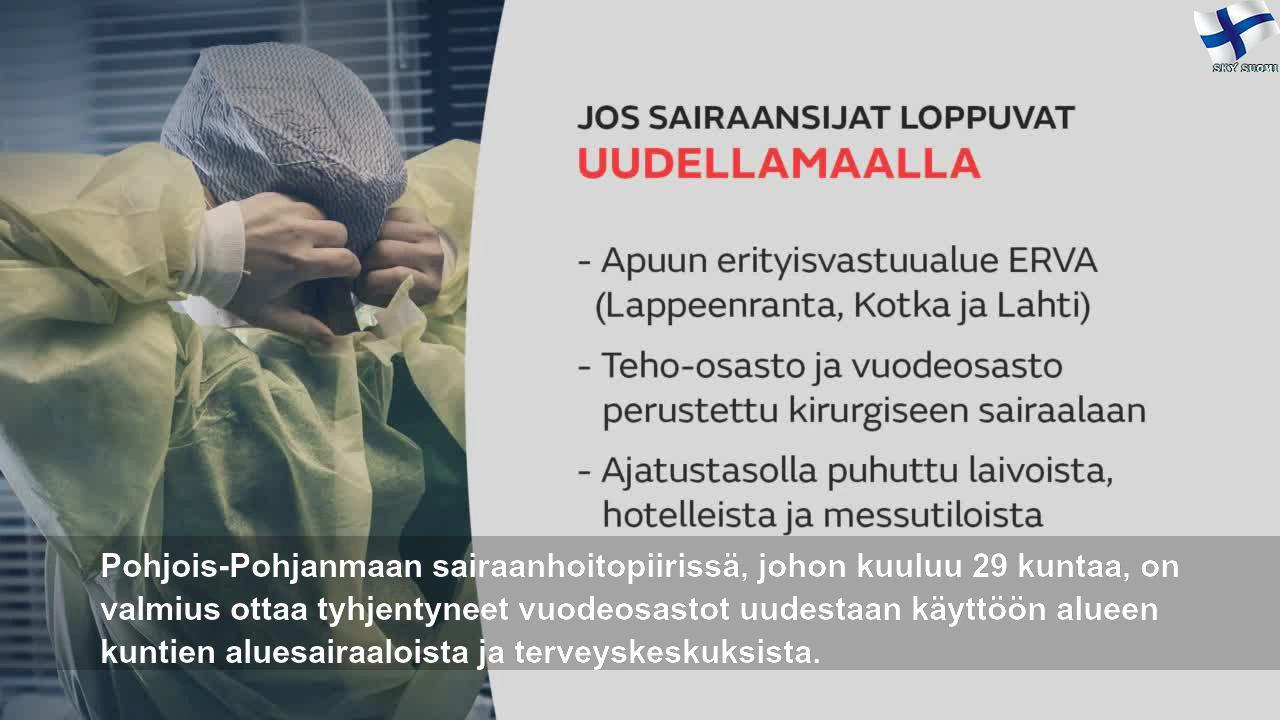 SKY SUOMI
JOS SAIRAANSIJAT LOPPUVAT
UUDELLAMAALLA
- Apuun erityisvastuualue ERVA
(Lappeenranta, Kotka ja Lahti)
- Teho-osasto ja vuodeosasto
perustettu kirurgiseen sairaalaan
- Ajatustasolla puhuttu laivoista,
hotelleista ja messutiloista
Pohjois-Pohjanmaan sairaanhoitopiirissä, johon kuuluu 29 kuntaa, on
valmius ottaa tyhjentyneet vuodeosastot uudestaan käyttöön alueen
kuntien aluesairaaloista ja terveyskeskuksista.